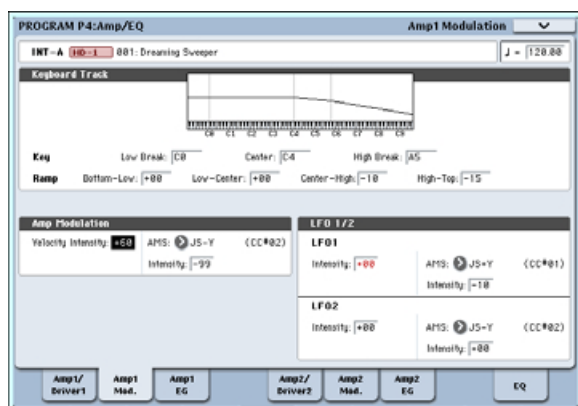 PROGRAM P4:Amp/EQ Amp1 Modulation
INT-A HD-1 001: Dreaming Sweeper ♩ = 120.00
Keyboard Track
C0 C1 C2 C3 C4 C5 C6 C7 C8 C9
Key Low Break: C0 Center: C4 High Break: A5
Ramp Bottom-Low: +00 Low-Center: +00 Center-High: -10 High-Top: -15
Amp Modulation LFO 1/2
Velocity Intensity: +60 AMS: JS-Y (CC#02) LFO1
Intensity: -99 Intensity: +00 AMS: JS+Y (CC#01)
Intensity: -10
LFO2
Intensity: +00 AMS: JS-Y (CC#02)
Intensity: +00
Amp1/ Driver1 Amp1 Mod. Amp1 EG Amp2/ Driver2 Amp2 Mod. Amp2 EG EQ